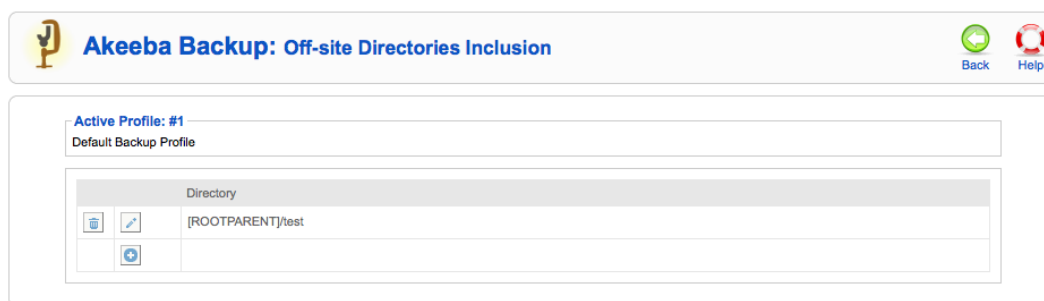 Akeeba Backup: Off-site Directories Inclusion
Back
Help
Active Profile: #1
Default Backup Profile
Directory
[ROOTPARENT]/test